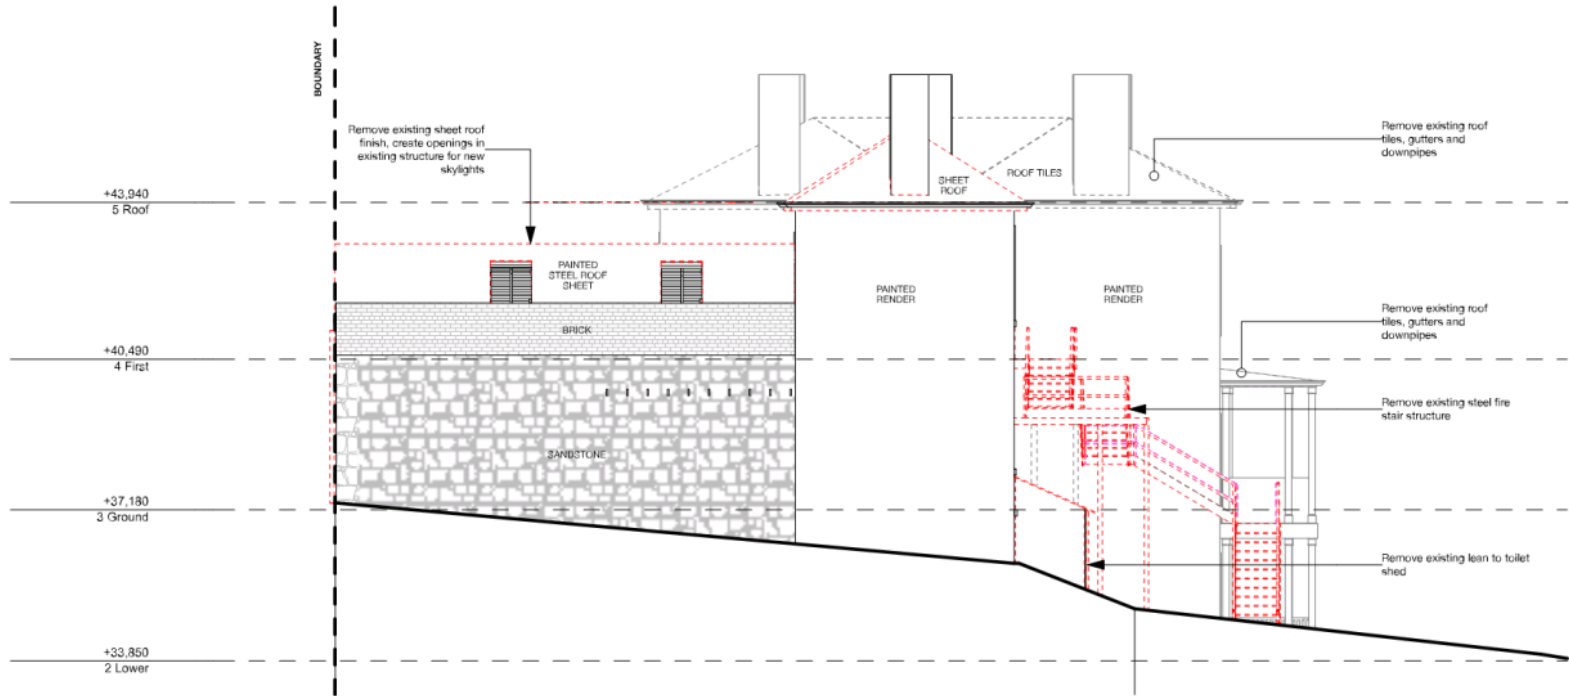 BOUNDARY
Remove existing sheet roof
finish, create openings in
existing structure for new
skylights
Remove existing roof
tiles, gutters and
downpipes
SHEET
ROOF
ROOF TILES
+43,940
5 Roof
PAINTED
STEEL ROOF
SHEET
PAINTED
RENDER
PAINTED
RENDER
Remove existing roof
tiles, gutters and
downpipes
BRICK
+40,490
4 First
Remove existing steel fire
stair structure
SANDSTONE
+37,180
3 Ground
Remove existing lean to toilet
shed
+33,850
2 Lower